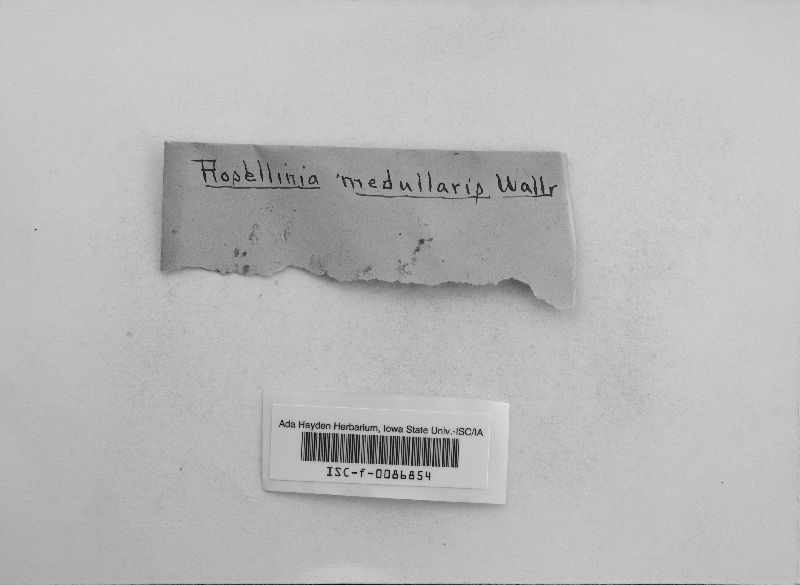 Rosellinia medullaris Wallr
Ada Hayden Herbarium, Iowa State Univ.-ISC/IA
ISC-f-0086854